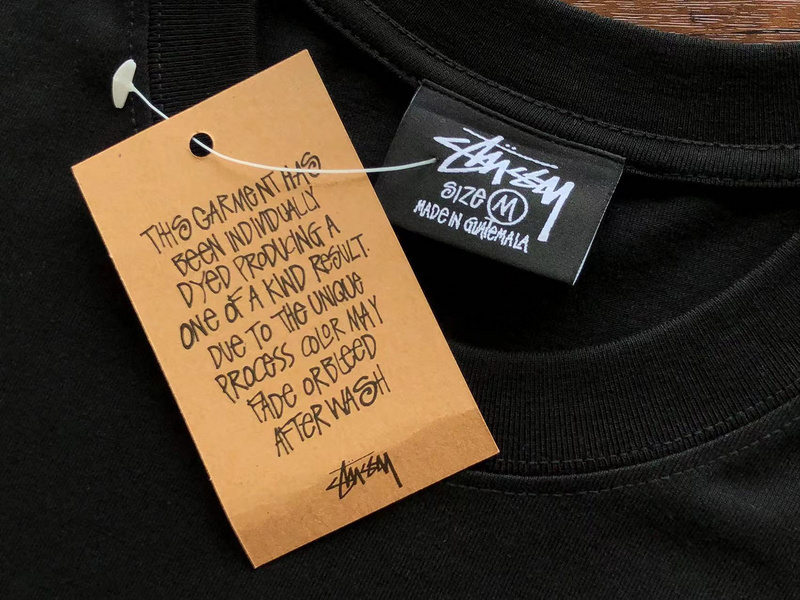 THIS GARMENT HAS
BEEN INDIVIDUALLY
DYED PRODUCING A
ONE OF A KIND RESULT.
DUE TO THE UNIQUE
PROCESS COLOR MAY
FADE OR BLEED
AFTER WASH
STÜSSY
STÜSSY
SIZE M
MADE IN GUATEMALA